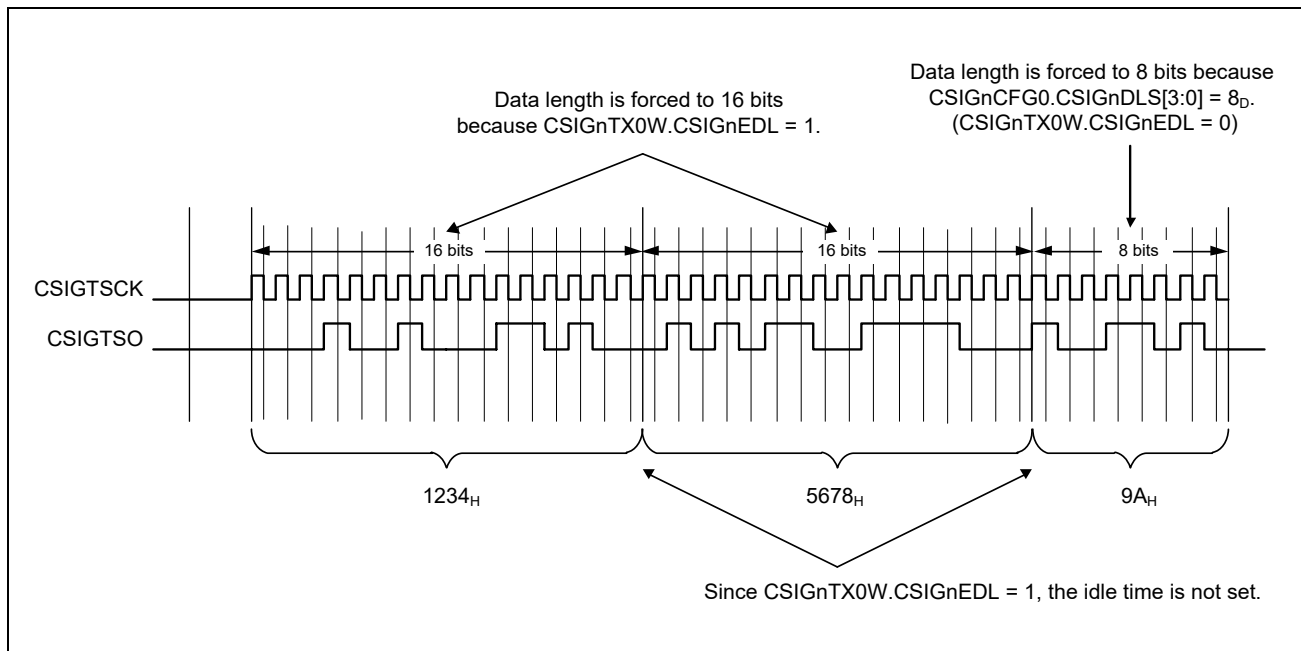 Data length is forced to 16 bits
because CSIGnTX0W.CSIGnEDL = 1.
Data length is forced to 8 bits because
CSIGnCFG0.CSIGnDLS[3:0] = 8D.
(CSIGnTX0W.CSIGnEDL = 0)
16 bits
16 bits
8 bits
CSIGTSCK
CSIGTSO
1234H
5678H
9AH
Since CSIGnTX0W.CSIGnEDL = 1, the idle time is not set.